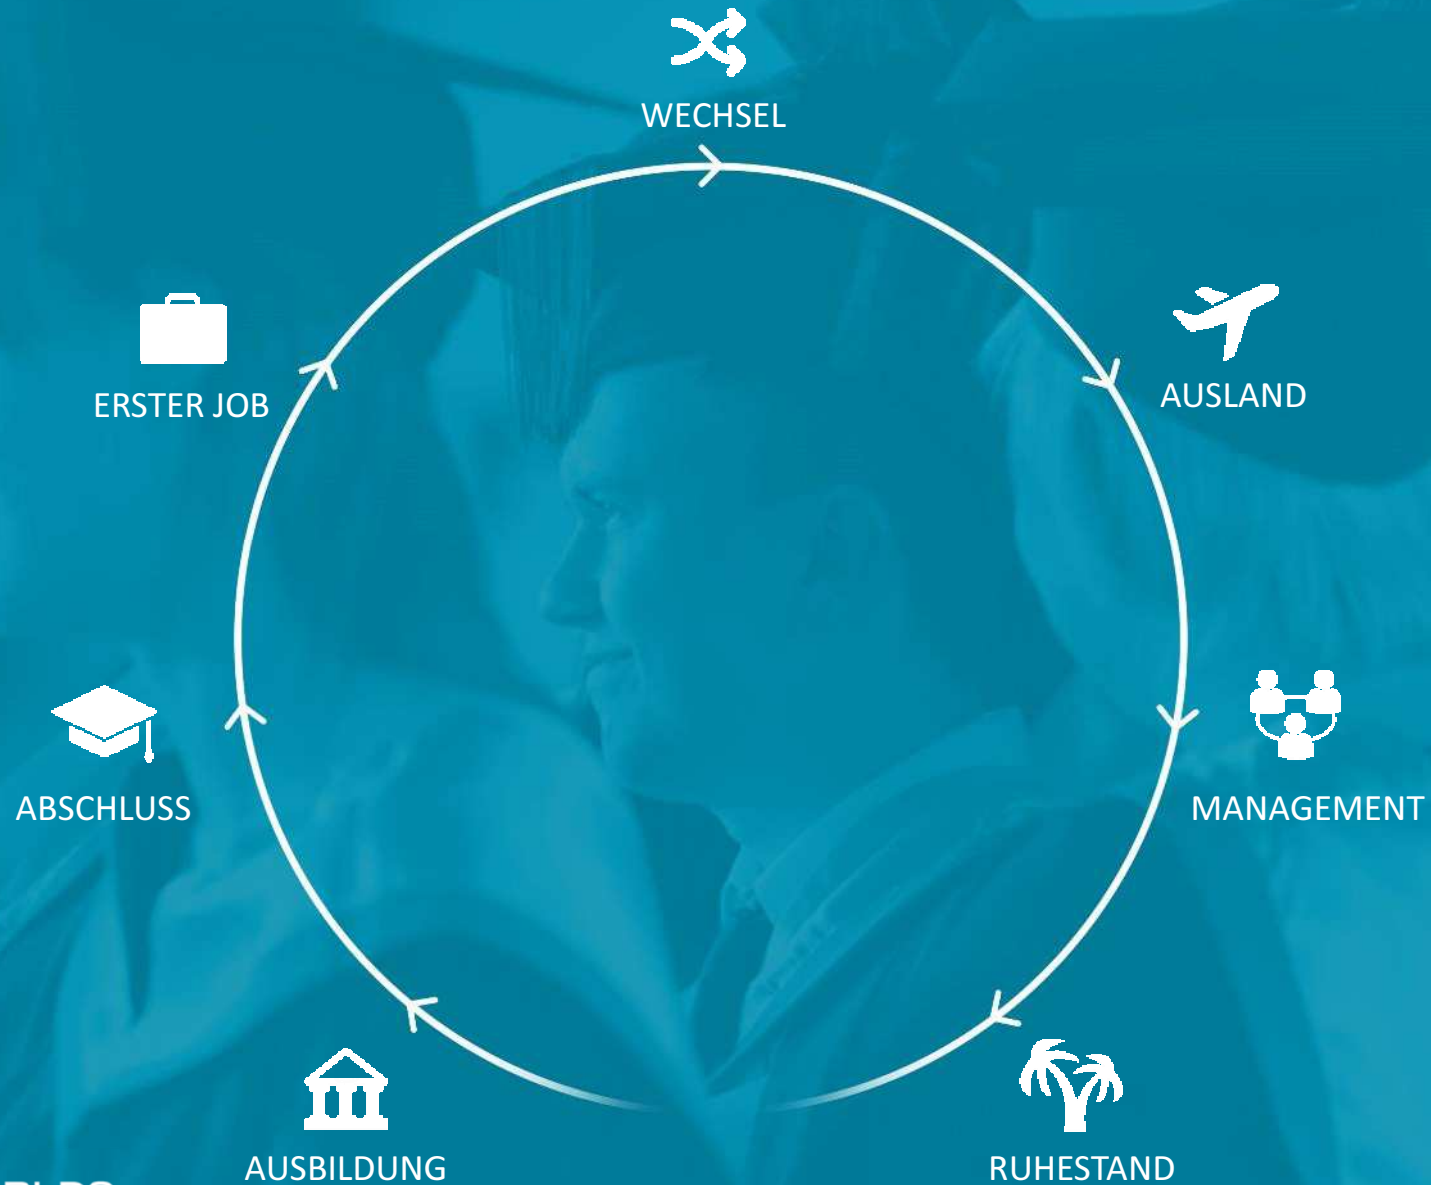 WECHSEL
ERSTER JOB
AUSLAND
ABSCHLUSS
MANAGEMENT
AUSBILDUNG
RUHESTAND